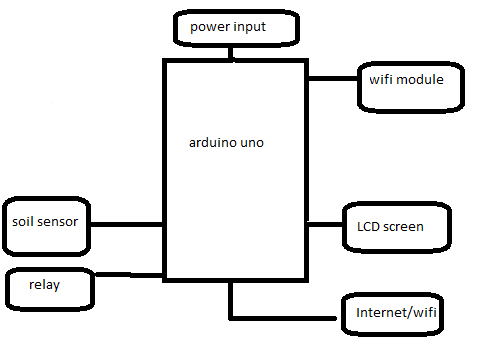 power input
wifi module
arduino uno
soil sensor
LCD screen
relay
Internet/wifi